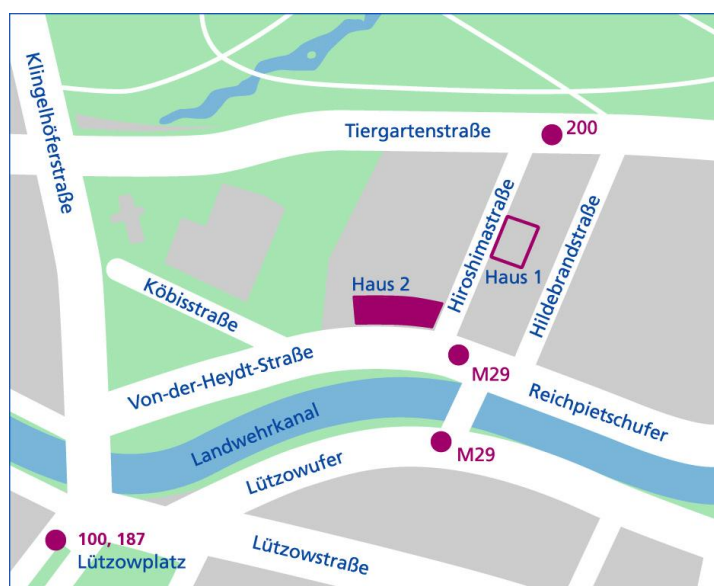 Klingelhöferstraße
Tiergartenstraße
200
Hiroshimastraße
Haus 1
Hildebrandstraße
Haus 2
Köbisstraße
Von-der-Heydt-Straße
M29
Reichpietschufer
Landwehrkanal
Lützowufer
M29
100, 187
Lützowplatz
Lützowstraße